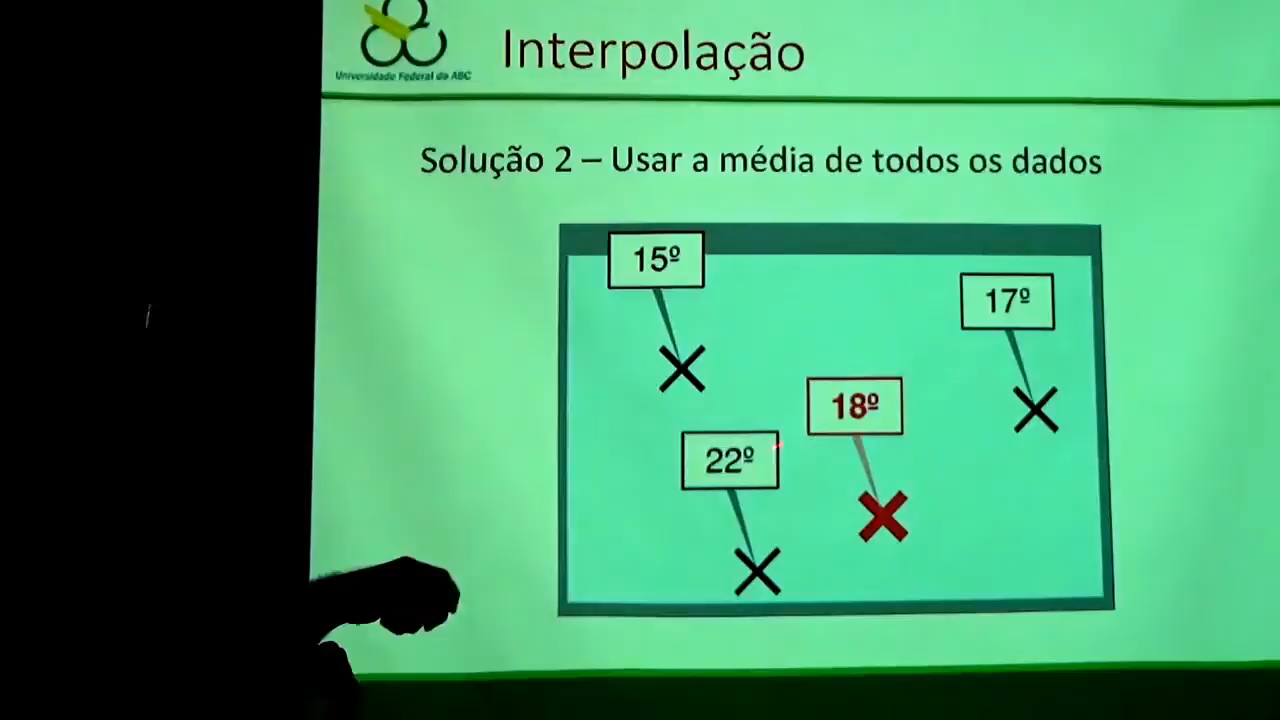 Universidade Federal do ABC
Interpolação
Solução 2 – Usar a média de todos os dados
15º
17º
18º
22º